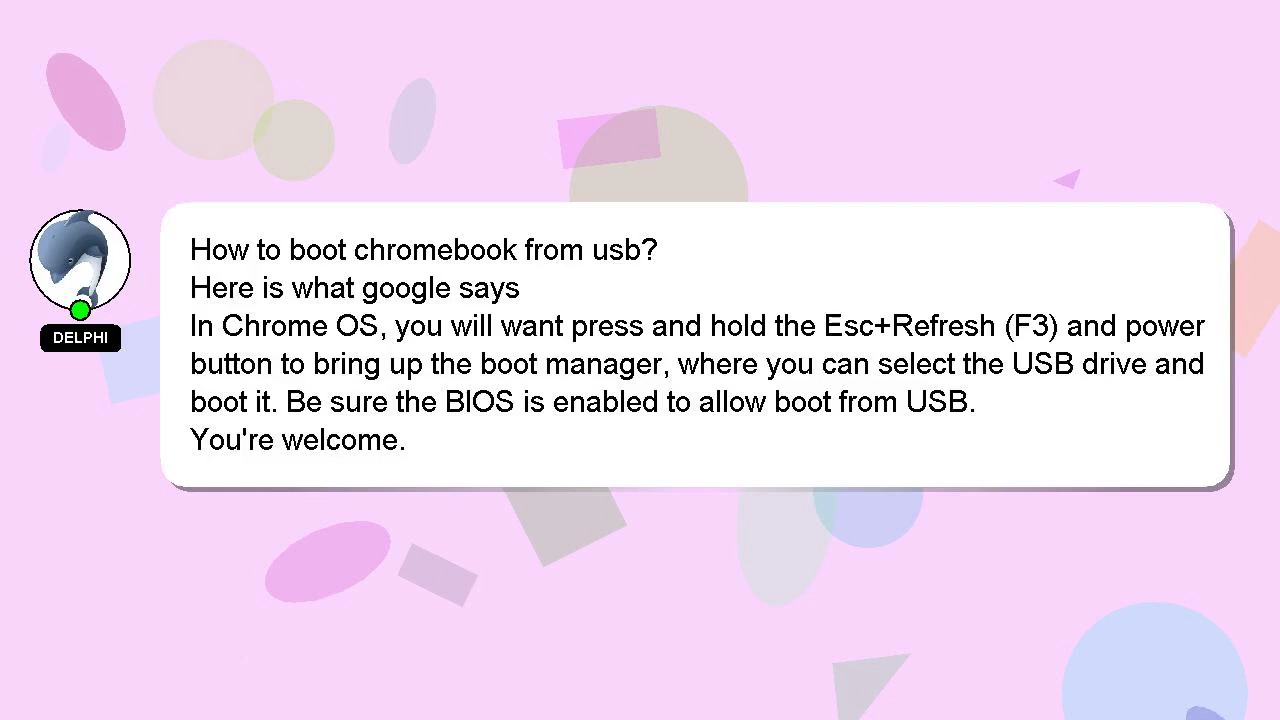 How to boot chromebook from usb?
Here is what google says
In Chrome OS, you will want press and hold the Esc+Refresh (F3) and power
button to bring up the boot manager, where you can select the USB drive and
boot it. Be sure the BIOS is enabled to allow boot from USB.
You're welcome.
DELPHI